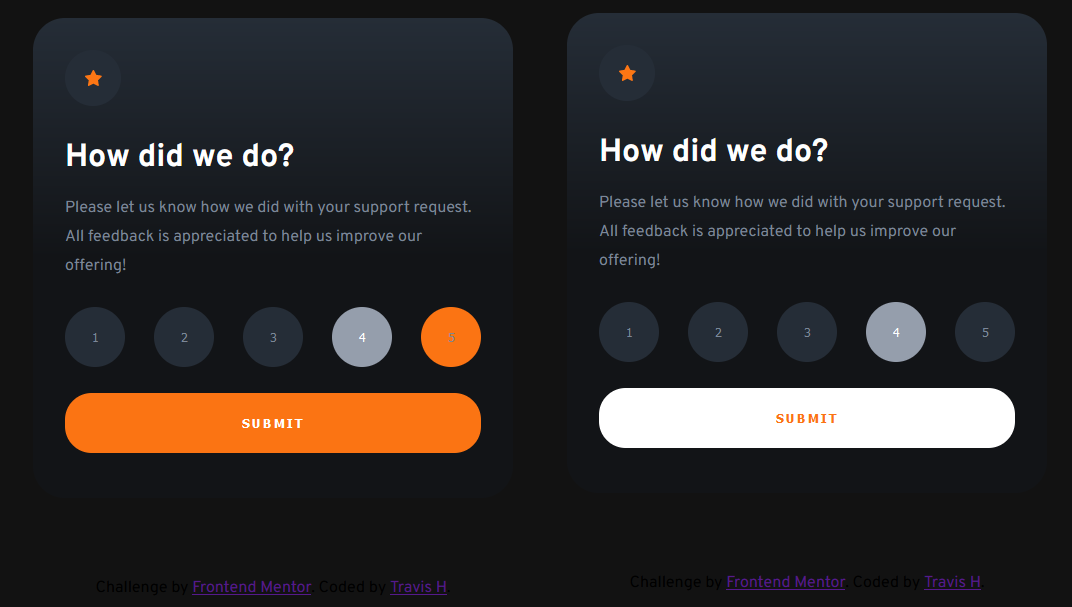 How did we do?
Please let us know how we did with your support request.
All feedback is appreciated to help us improve our
offering!
1 2 3 4 5
SUBMIT
Challenge by Frontend Mentor. Coded by Travis H.
How did we do?
Please let us know how we did with your support request.
All feedback is appreciated to help us improve our
offering!
1 2 3 4 5
SUBMIT
Challenge by Frontend Mentor. Coded by Travis H.